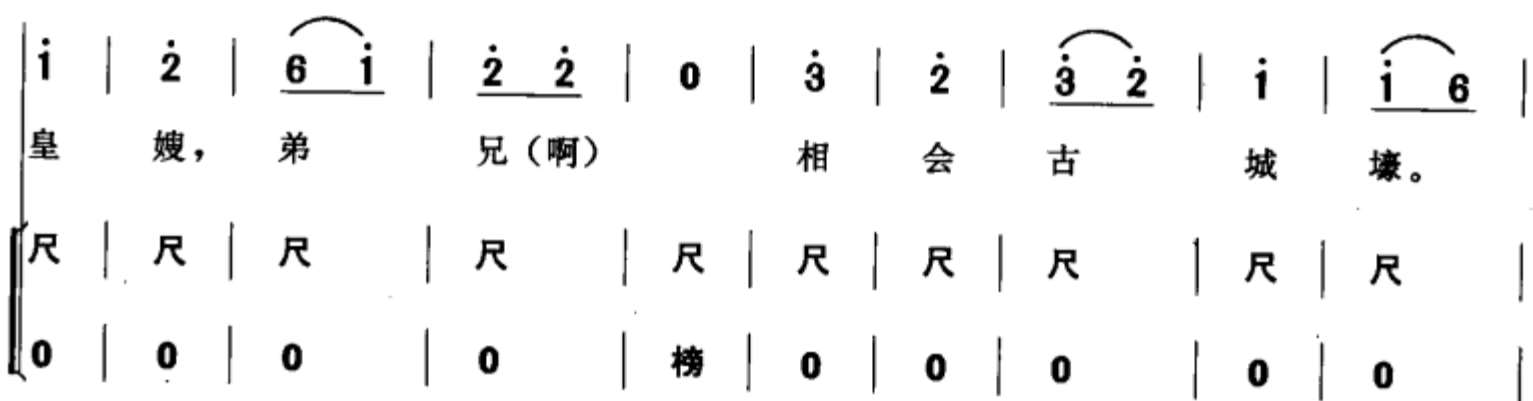 i̇ | 2̇ | 6 i̇ | 2̇ 2̇ | 0 | 3̇ | 2̇ | 3̇ 2̇ | i̇ | i̇ 6 |
皇 嫂， 弟 兄（啊） 相 会 古 城 壕。
尺 | 尺 | 尺 | 尺 | 尺 | 尺 | 尺 | 尺 | 尺 | 尺 |
0 | 0 | 0 | 0 | 榜 | 0 | 0 | 0 | 0 | 0 |